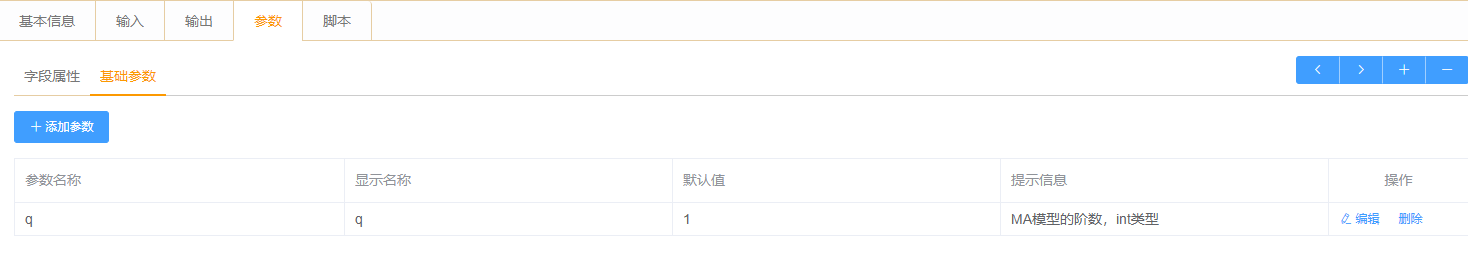 基本信息 输入 输出 参数 脚本
字段属性 基础参数
添加参数
参数名称 显示名称 默认值 提示信息 操作
q q 1 MA模型的阶数，int类型 编辑 删除